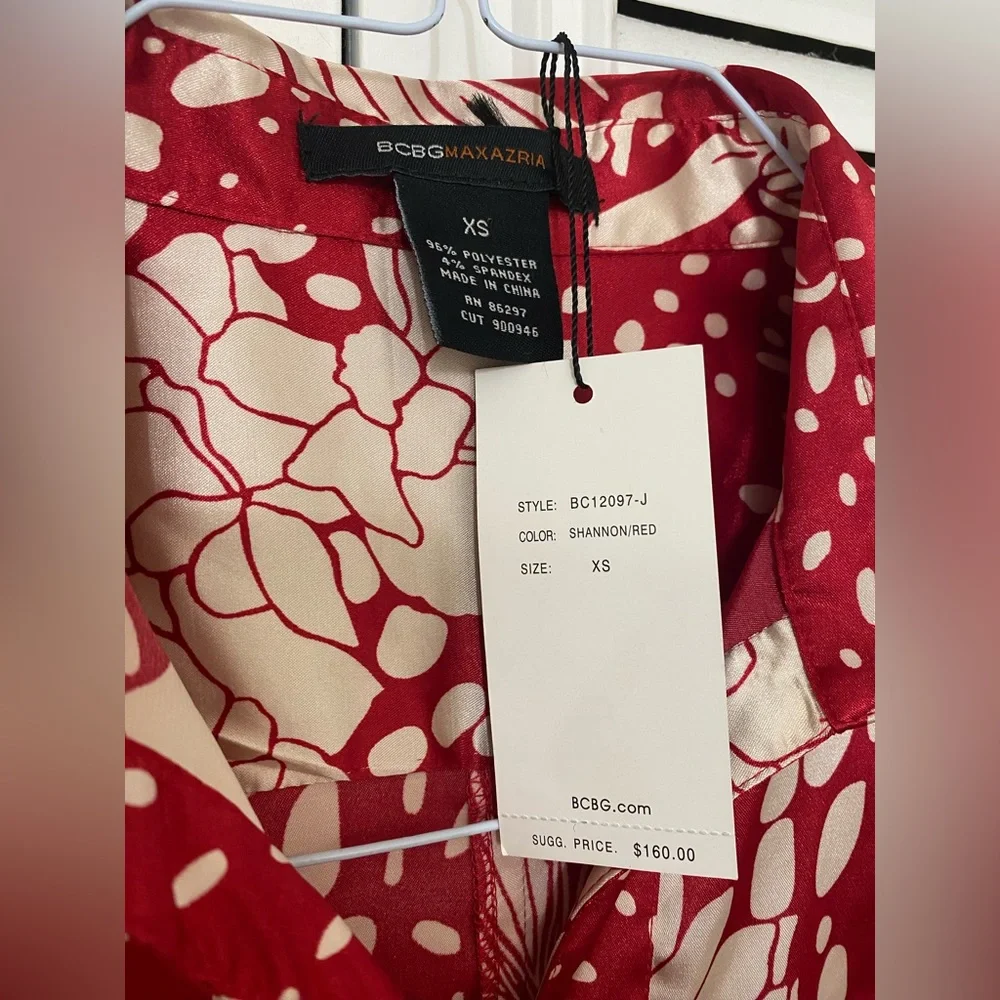 BCBGMAXAZRIA
XS
96% POLYESTER
4% SPANDEX
MADE IN CHINA
RN 86297
CUT 900946
STYLE: BC12097-J
COLOR: SHANNON/RED
SIZE: XS
BCBG.com
SUGG. PRICE. $160.00